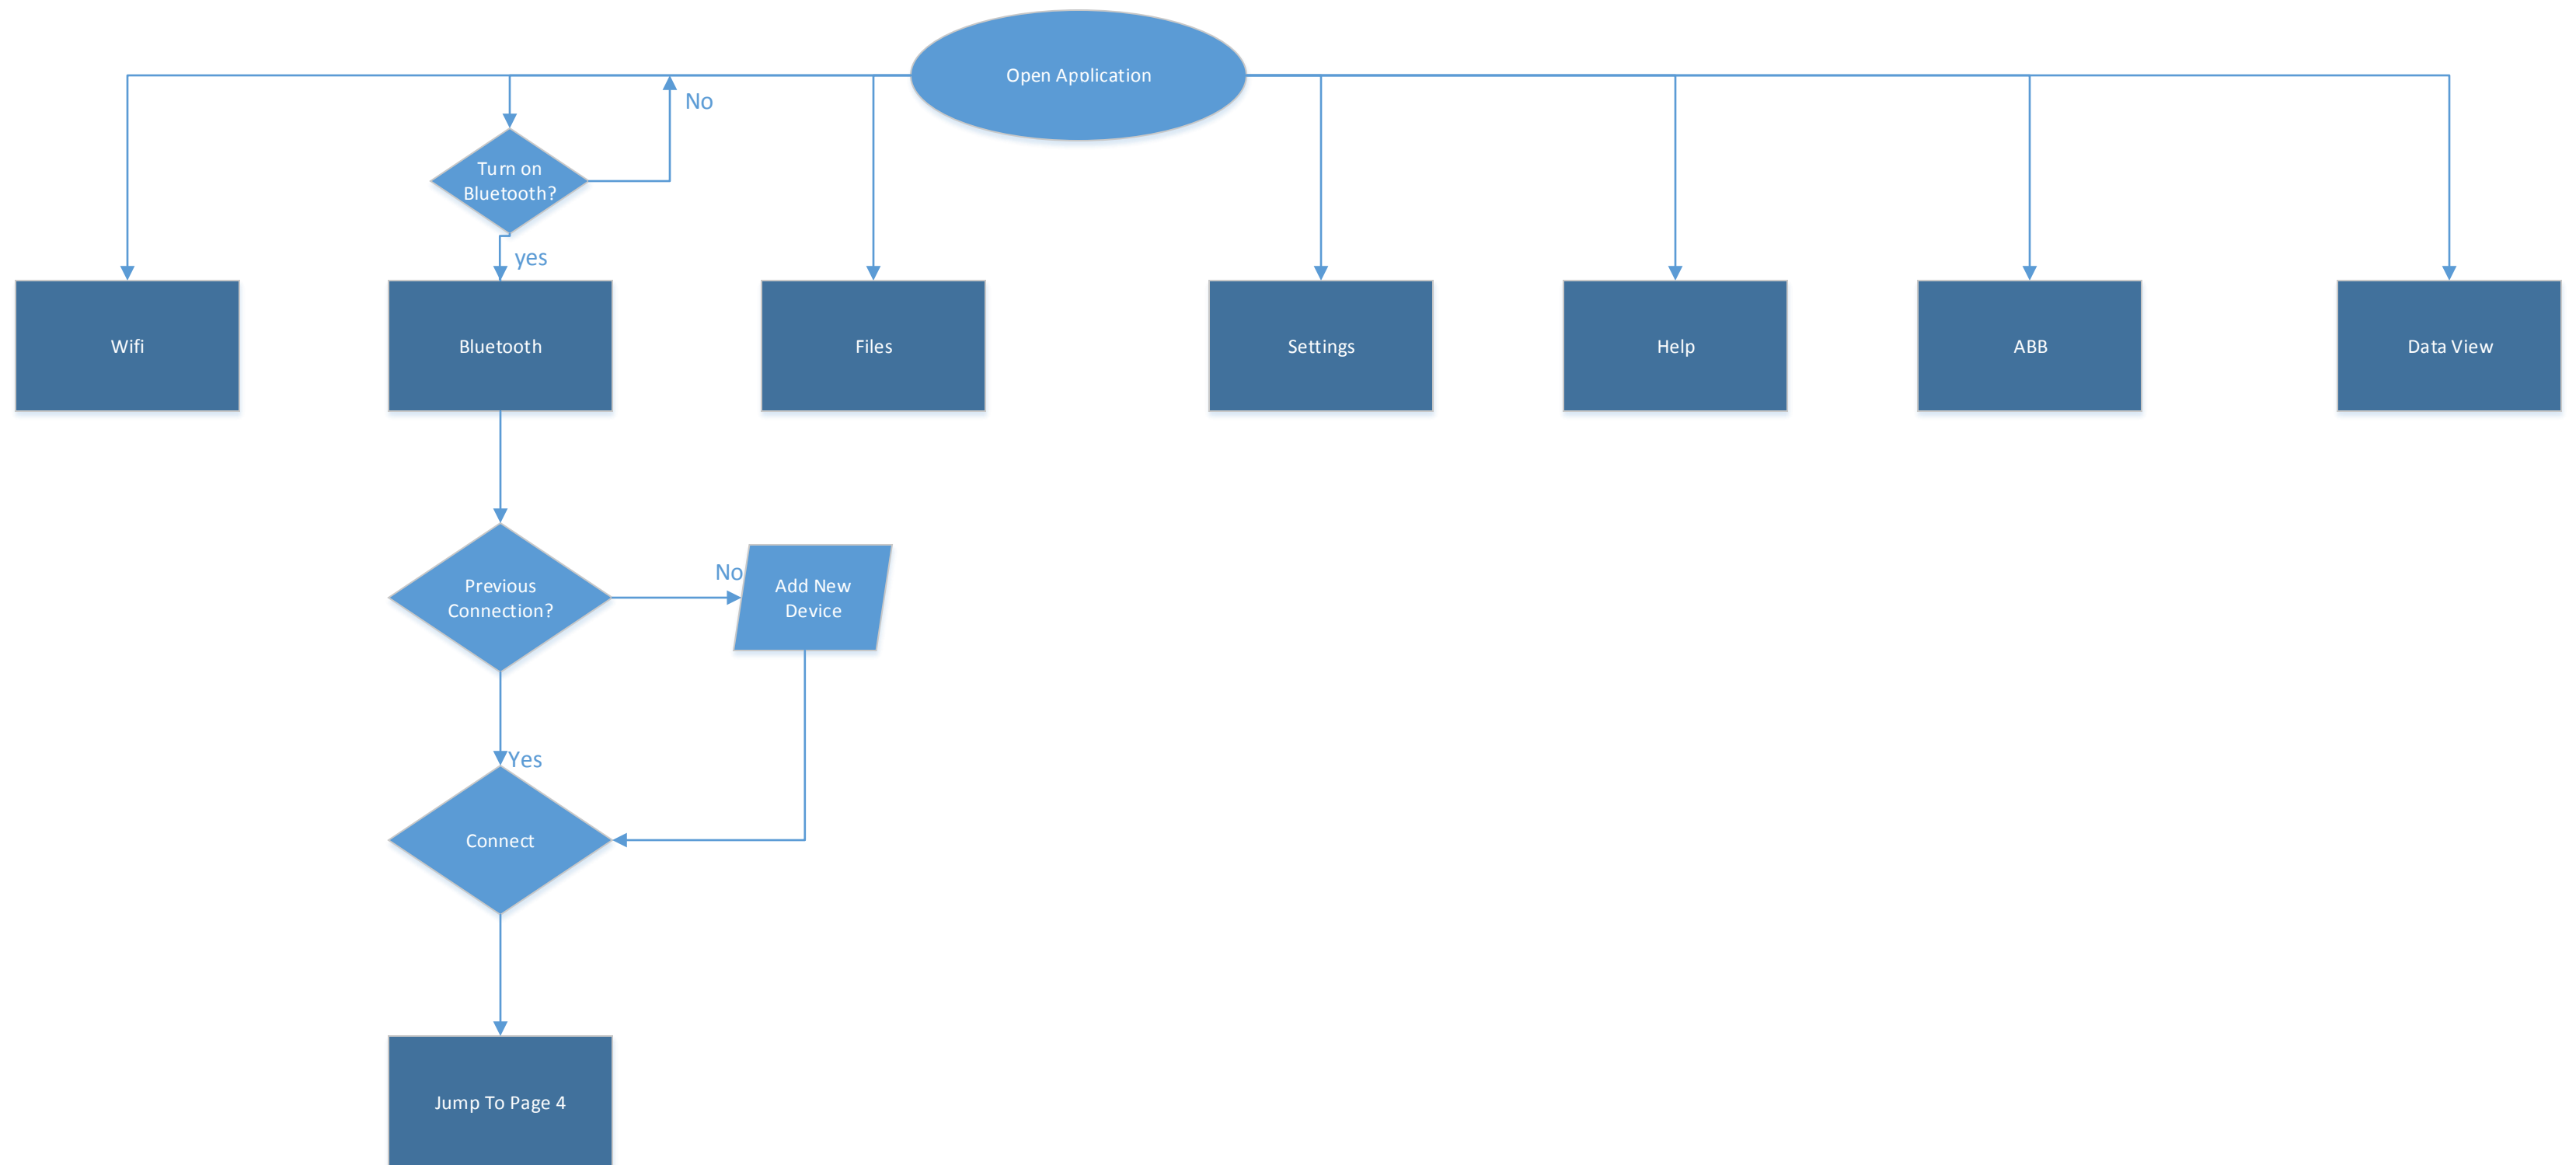 Open Application
No
Turn on
Bluetooth?
yes
Wifi
Bluetooth
Files
Settings
Help
ABB
Data View
Previous
Connection?
No
Add New
Device
Yes
Connect
Jump To Page 4